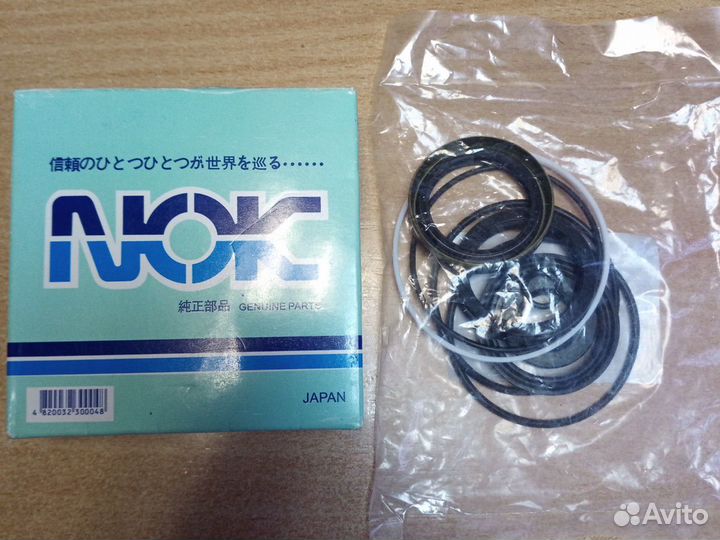 信頼のひとつひとつが世界を巡る……
NOK
純正部品 GENUINE PARTS
4 820032 300048
JAPAN
Avito